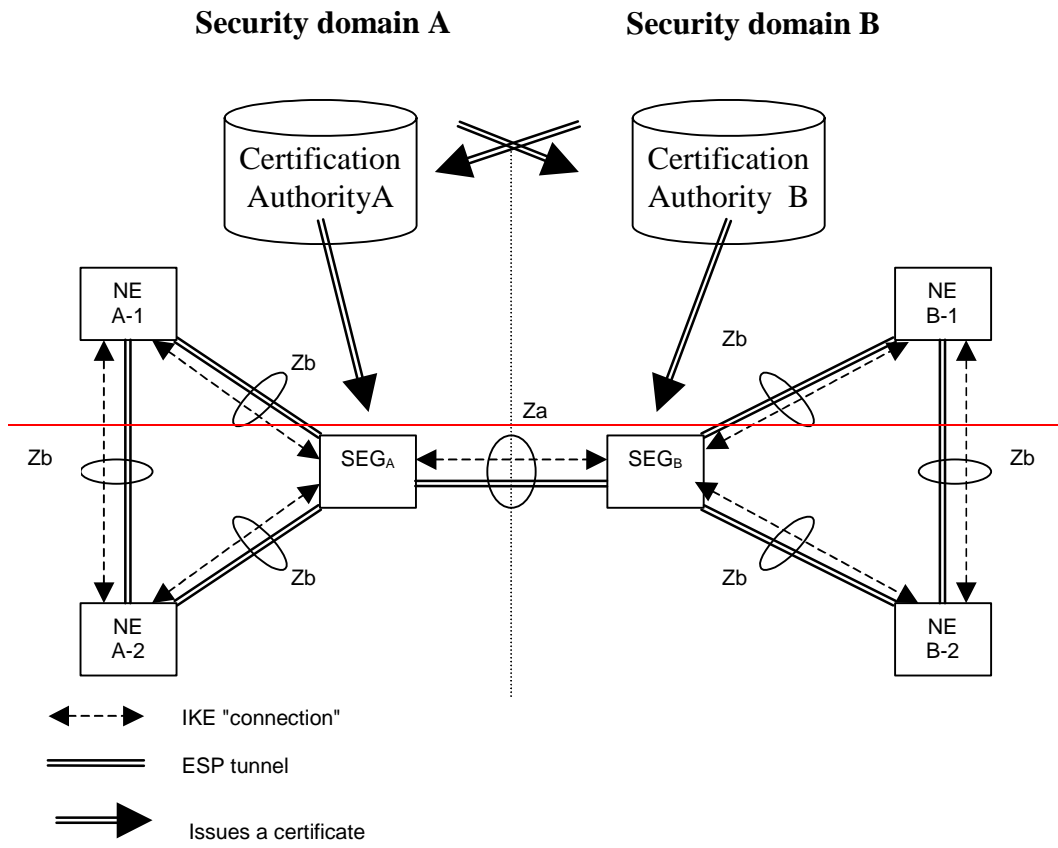 Security domain A
Security domain B
Certification
AuthorityA
Certification
Authority B
NE
A-1
NE
B-1
Zb
Zb
Za
Zb
SEGA
SEGB
Zb
Zb
Zb
NE
A-2
NE
B-2
IKE "connection"
ESP tunnel
Issues a certificate